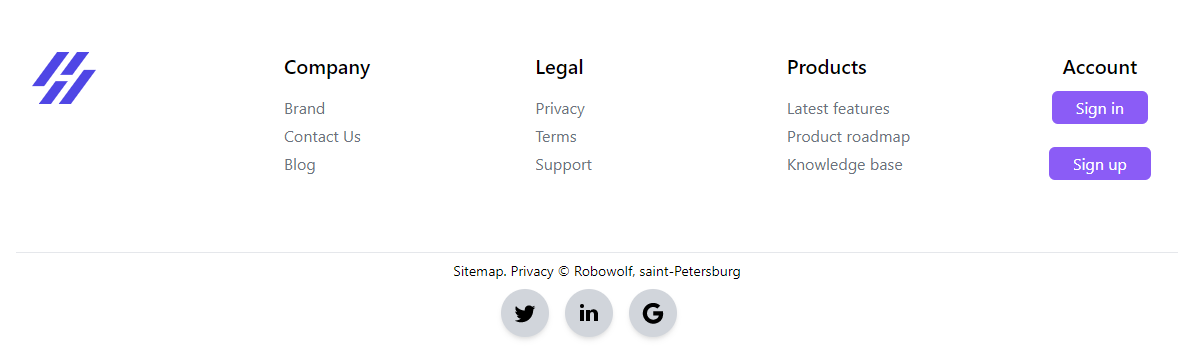 Company
Brand
Contact Us
Blog
Legal
Privacy
Terms
Support
Products
Latest features
Product roadmap
Knowledge base
Account
Sign in
Sign up
Sitemap. Privacy © Robowolf, saint-Petersburg